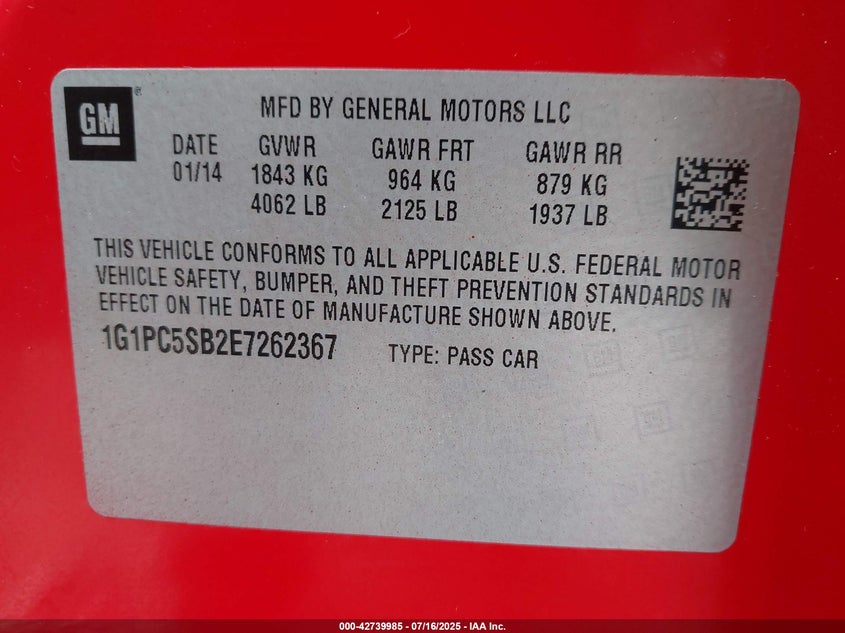 GM
MFD BY GENERAL MOTORS LLC
DATE GVWR GAWR FRT GAWR RR
01/14 1843 KG 964 KG 879 KG
4062 LB 2125 LB 1937 LB
THIS VEHICLE CONFORMS TO ALL APPLICABLE U.S. FEDERAL MOTOR
VEHICLE SAFETY, BUMPER, AND THEFT PREVENTION STANDARDS IN
EFFECT ON THE DATE OF MANUFACTURE SHOWN ABOVE.
1G1PC5SB2E7262367 TYPE: PASS CAR
000-42739985 - 07/16/2025 - IAA Inc.